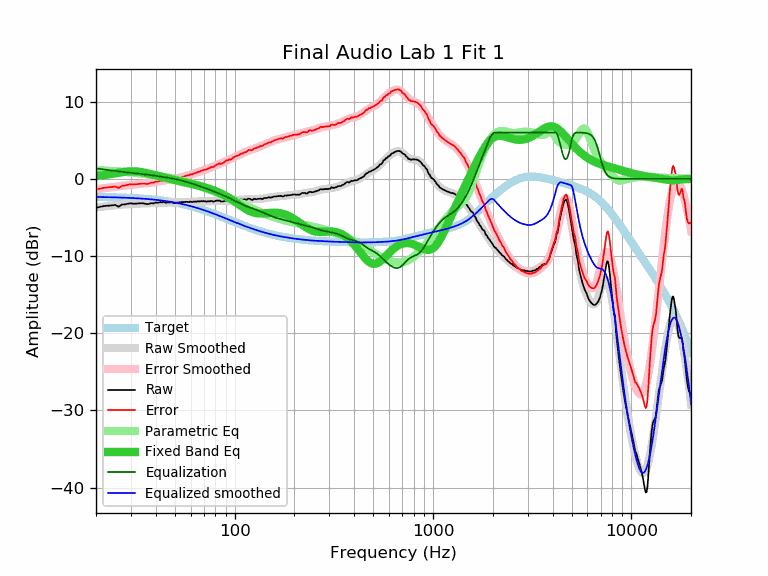 Final Audio Lab 1 Fit 1
Amplitude (dBr)
10
0
−10
−20
−30
−40
Target
Raw Smoothed
Error Smoothed
Raw
Error
Parametric Eq
Fixed Band Eq
Equalization
Equalized smoothed
100
1000
10000
Frequency (Hz)